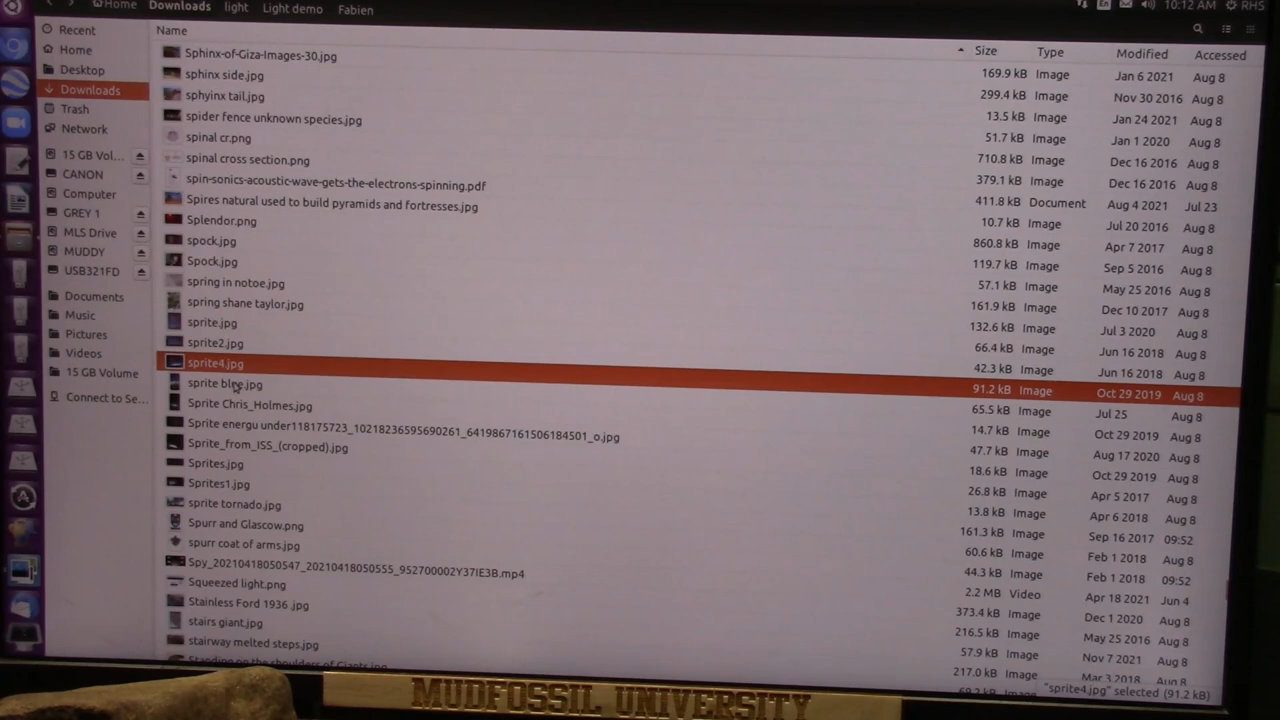 Home Downloads light Light demo Fabien
En 10:12 AM RHS
Recent
Home
Desktop
Downloads
Trash
Network
15 GB Vol...
CANON
Computer
GREY 1
MLS Drive
MUDDY
USB321FD
Documents
Music
Pictures
Videos
15 GB Volume
Connect to Se...
Name Size Type Modified Accessed
Sphinx-of-Giza-Images-30.jpg 169.9 kB Image Jan 6 2021 Aug 8
sphinx side.jpg 299.4 kB Image Nov 30 2016 Aug 8
sphyinx tail.jpg 13.5 kB Image Jan 24 2021 Aug 8
spider fence unknown species.jpg 51.7 kB Image Jan 1 2020 Aug 8
spinal cr.png 710.8 kB Image Dec 16 2016 Aug 8
spinal cross section.png 379.1 kB Image Dec 16 2016 Aug 8
spin-sonics-acoustic-wave-gets-the-electrons-spinning.pdf 411.8 kB Document Aug 4 2021 Jul 23
Spires natural used to build pyramids and fortresses.jpg 10.7 kB Image Jul 20 2016 Aug 8
Splendor.png 860.8 kB Image Apr 7 2017 Aug 8
spock.jpg 119.7 kB Image Sep 5 2016 Aug 8
Spock.jpg 57.1 kB Image May 25 2016 Aug 8
spring in notoe.jpg 161.9 kB Image Dec 10 2017 Aug 8
spring shane taylor.jpg 132.6 kB Image Jul 3 2020 Aug 8
sprite.jpg 66.4 kB Image Jun 16 2018 Aug 8
sprite2.jpg 42.3 kB Image Jun 16 2018 Aug 8
sprite4.jpg 91.2 kB Image Oct 29 2019 Aug 8
sprite .jpg 65.5 kB Image Jul 25 Aug 8
Sprite Chris_Holmes.jpg 14.7 kB Image Oct 29 2019 Aug 8
Sprite energu under118175723_10218236595690261_6419867161506184501_o.jpg 47.7 kB Image Aug 17 2020 Aug 8
Sprite_from_ISS_(cropped).jpg 18.6 kB Image Oct 29 2019 Aug 8
Sprites.jpg 26.8 kB Image Apr 5 2017 Aug 8
Sprites1.jpg 13.8 kB Image Apr 6 2018 Aug 8
sprite tornado.jpg 161.3 kB Image Sep 16 2017 09:52
Spurr and Glascow.png 60.6 kB Image Feb 1 2018 Aug 8
spurr coat of arms.jpg 44.3 kB Image Feb 1 2018 09:52
Spy_20210418050547_20210418050555_952700002Y37IE3B.mp4 2.2 MB Video Apr 18 2021 Jun 4
Squeezed light.png 373.4 kB Image Dec 1 2020 Aug 8
Stainless Ford 1936 .jpg 216.5 kB Image May 25 2016 Aug 8
stairs giant.jpg 57.9 kB Image Nov 7 2021 Aug 8
stairway melted steps.jpg 217.0 kB Image Mar 3 2018 Aug 8
Standing on the shoulders of Giants.jpg 69.2 kB Image
"sprite4.jpg" selected (91.2 kB)
MUDFOSSIL UNIVERSITY